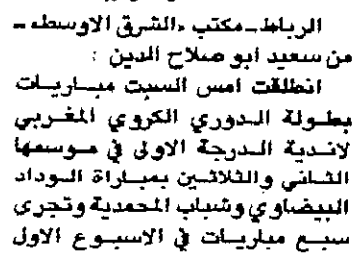 الرباط ـ مكتب «الشرق الاوسط» ـ
من سعيد ابو صلاح الدين :
انطلقت امس السبت مباريات
بطولة الدوري الكروي المغربي
لاندية الدرجة الاولى في موسمها
الثاني والثلاثين بمباراة الوداد
البيضاوي وشباب المحمدية وتجرى
سبع مباريات في الاسبوع الاول